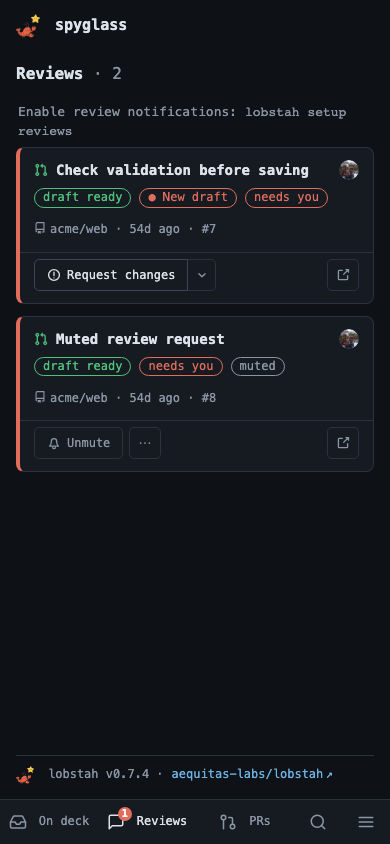 spyglass
Reviews · 2
Enable review notifications: lobstah setup
reviews
Check validation before saving
draft ready ● New draft needs you
acme/web · 54d ago · #7
Request changes
Muted review request
draft ready needs you muted
acme/web · 54d ago · #8
Unmute ···
lobstah v0.7.4 · aequitas-labs/lobstah↗
On deck 1 Reviews PRs